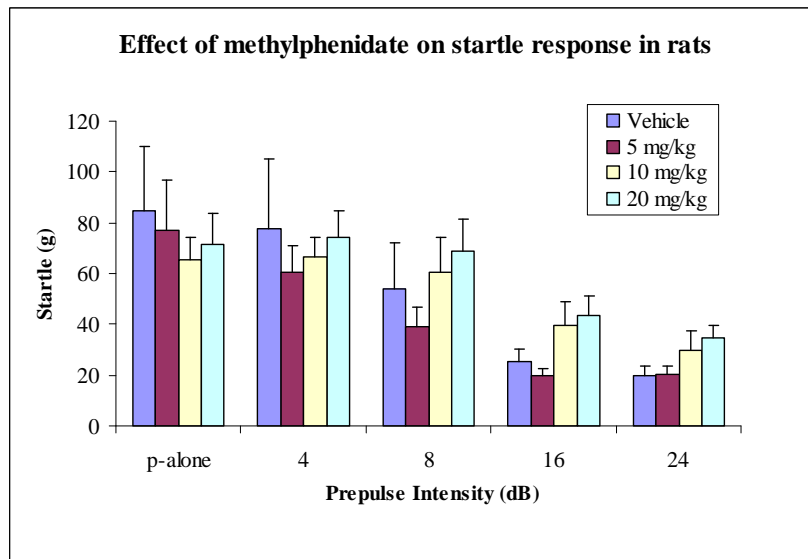 Effect of methylphenidate on startle response in rats
Vehicle
5 mg/kg
10 mg/kg
20 mg/kg
120
100
80
60
40
20
0
Startle (g)
p-alone 4 8 16 24
Prepulse Intensity (dB)